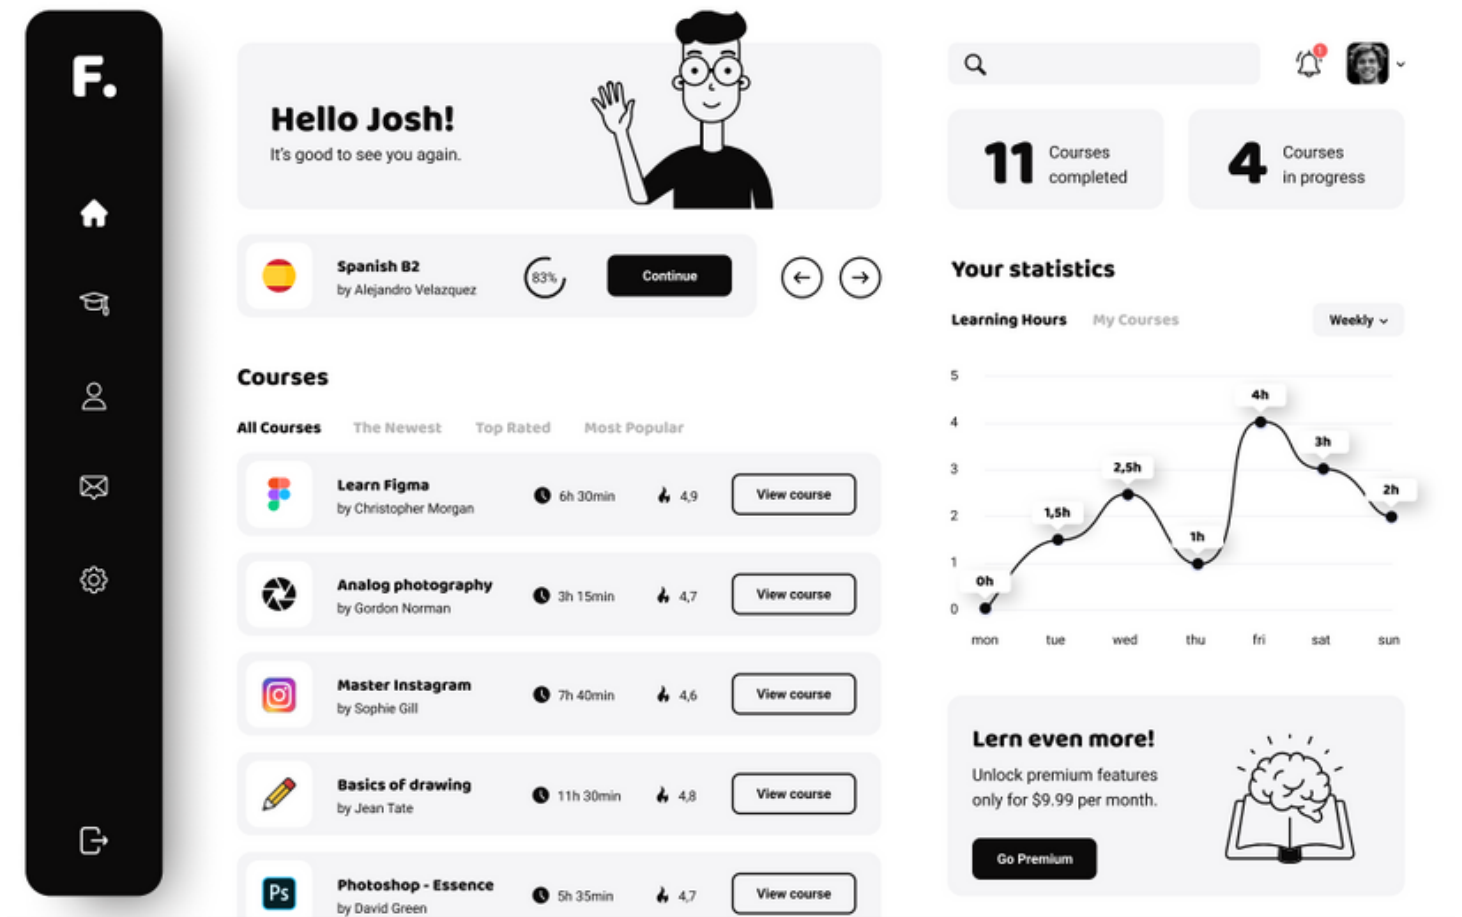 F.
Hello Josh!
It's good to see you again.
Spanish B2
by Alejandro Velazquez
83%
Continue
Courses
All Courses
The Newest
Top Rated
Most Popular
Learn Figma
by Christopher Morgan
6h 30min
4,9
View course
Analog photography
by Gordon Norman
3h 15min
4,7
View course
Master Instagram
by Sophie Gill
7h 40min
4,6
View course
Basics of drawing
by Jean Tate
11h 30min
4,8
View course
Ps
Photoshop - Essence
by David Green
5h 35min
4,7
View course
1
11
Courses
completed
4
Courses
in progress
Your statistics
Learning Hours
My Courses
Weekly
5
4
3
2
1
0
0h
1,5h
2,5h
1h
4h
3h
2h
mon
tue
wed
thu
fri
sat
sun
Lern even more!
Unlock premium features
only for $9.99 per month.
Go Premium